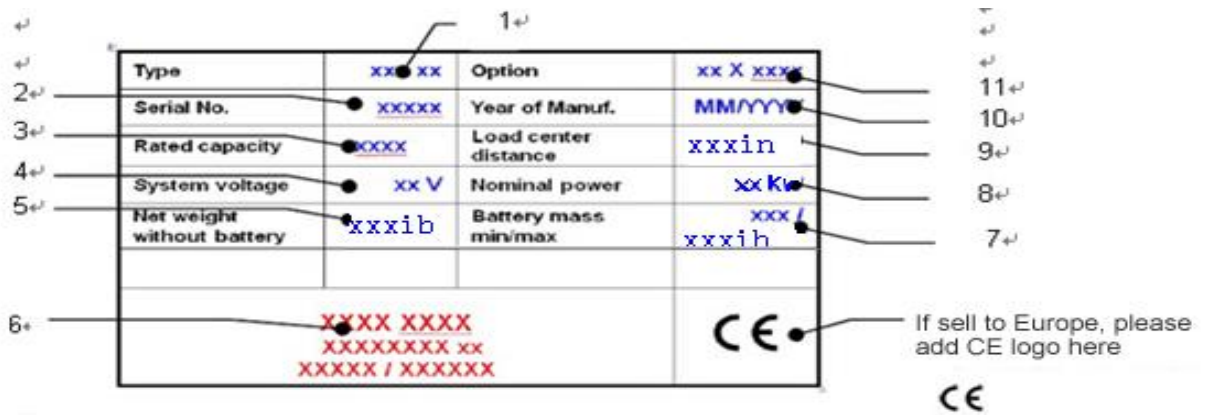 1
Type xxx xx Option xx X xxxx
11
2
Serial No. xxxxx Year of Manuf. MM/YYYY
10
3
Rated capacity xxxx Load center distance xxxin
9
4
System voltage xx V Nominal power xx kw
8
5
Net weight without battery xxxib Battery mass min/max xxx / xxxih
7
6
XXXX XXXX
XXXXXXXX xx
XXXXX / XXXXXX
CE
If sell to Europe, please
add CE logo here
CE